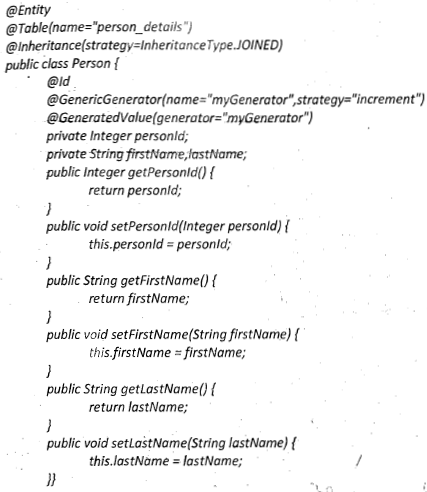 @Entity
@Table(name="person_details")
@Inheritance(strategy=InheritanceType.JOINED)
public class Person {
@Id
@GenericGenerator(name="myGenerator",strategy="increment")
@GeneratedValue(generator="myGenerator")
private Integer personId;
private String firstName,lastName;
public Integer getPersonId() {
return personId;
}
public void setPersonId(Integer personId) {
this.personId = personId;
}
public String getFirstName() {
return firstName;
}
public void setFirstName(String firstName) {
this.firstName = firstName;
}
public String getLastName() {
return lastName;
}
public void setLastName(String lastName) {
this.lastName = lastName;
}}